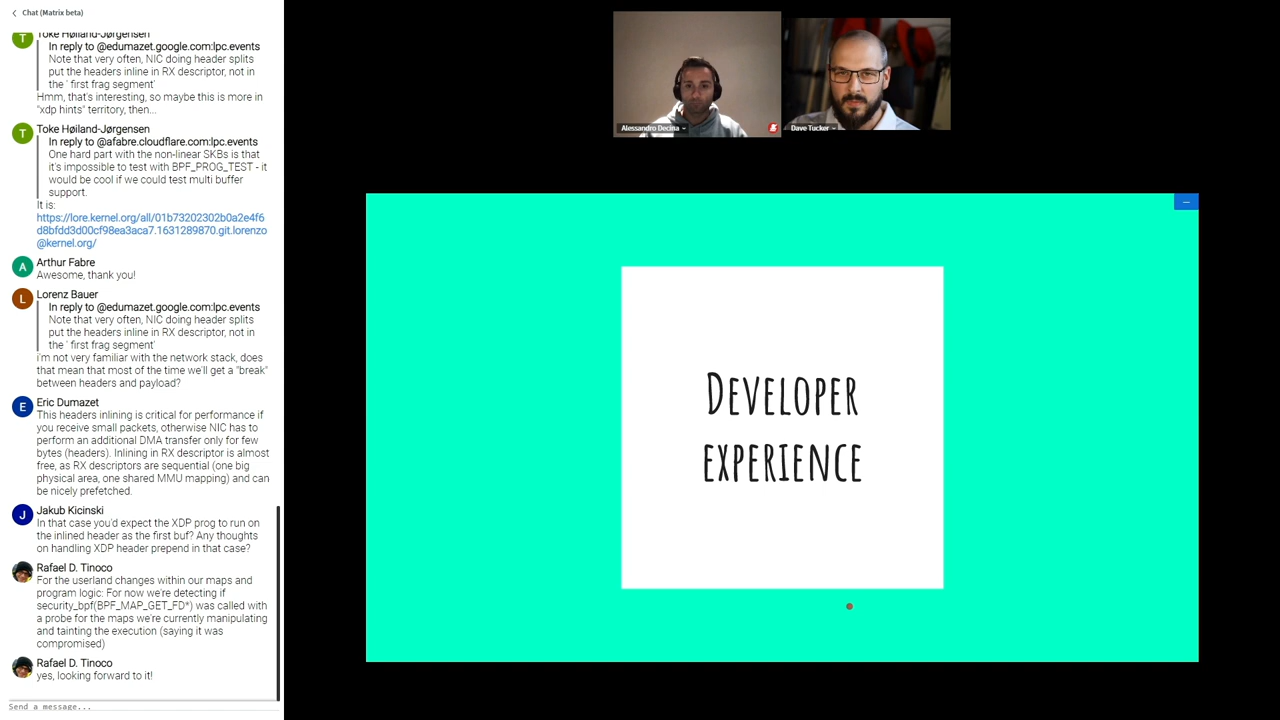 Chat (Matrix beta)
Toke Høiland-Jørgensen
In reply to @edumazet.google.com:lpc.events
Note that very often, NIC doing header splits
put the headers inline in RX descriptor, not in
the ' first frag segment'
Hmm, that's interesting, so maybe this is more in
"xdp hints" territory, then...
Toke Høiland-Jørgensen
In reply to @afabre.cloudflare.com:lpc.events
One hard part with the non-linear SKBs is that
it's impossible to test with BPF_PROG_TEST - it
would be cool if we could test multi buffer
support.
It is:
https://lore.kernel.org/all/01b73202302b0a2e4f6
d8bfdd3d00cf98ea3aca7.1631289870.git.lorenzo
@kernel.org/
Arthur Fabre
Awesome, thank you!
Lorenz Bauer
In reply to @edumazet.google.com:lpc.events
Note that very often, NIC doing header splits
put the headers inline in RX descriptor, not in
the ' first frag segment'
i'm not very familiar with the network stack, does
that mean that most of the time we'll get a "break"
between headers and payload?
Eric Dumazet
This headers inlining is critical for performance if
you receive small packets, otherwise NIC has to
perform an additional DMA transfer only for few
bytes (headers). Inlining in RX descriptor is almost
free, as RX descriptors are sequential (one big
physical area, one shared MMU mapping) and can
be nicely prefetched.
Jakub Kicinski
In that case you'd expect the XDP prog to run on
the inlined header as the first buf? Any thoughts
on handling XDP header prepend in that case?
Rafael D. Tinoco
For the userland changes within our maps and
program logic: For now we're detecting if
security_bpf(BPF_MAP_GET_FD*) was called with
a probe for the maps we're currently manipulating
and tainting the execution (saying it was
compromised)
Rafael D. Tinoco
yes, looking forward to it!
Send a message...
Alessandro Decina
Dave Tucker
Developer
experience